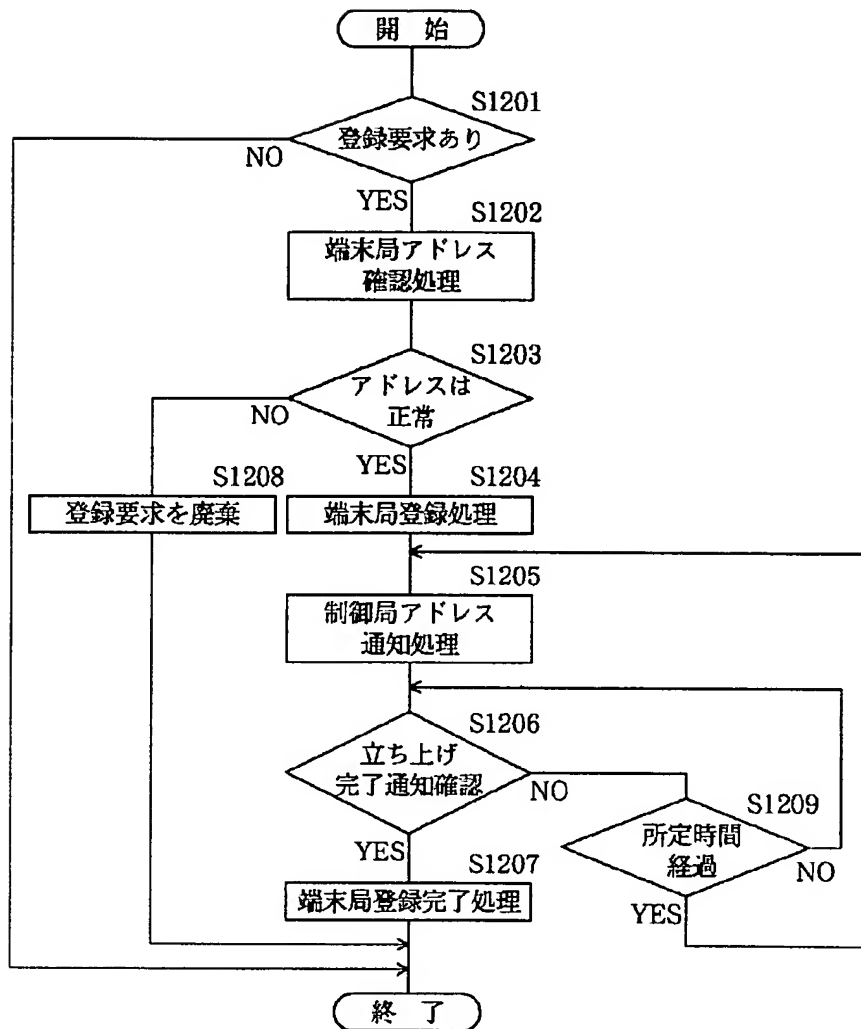 開 始
S1201
登録要求あり
NO
YES
S1202
端末局アドレス
確認処理
S1203
アドレスは
正常
NO
YES
S1208
登録要求を廃棄
S1204
端末局登録処理
S1205
制御局アドレス
通知処理
S1206
立ち上げ
完了通知確認
NO
YES
S1209
所定時間
経過
NO
YES
S1207
端末局登録完了処理
終 了